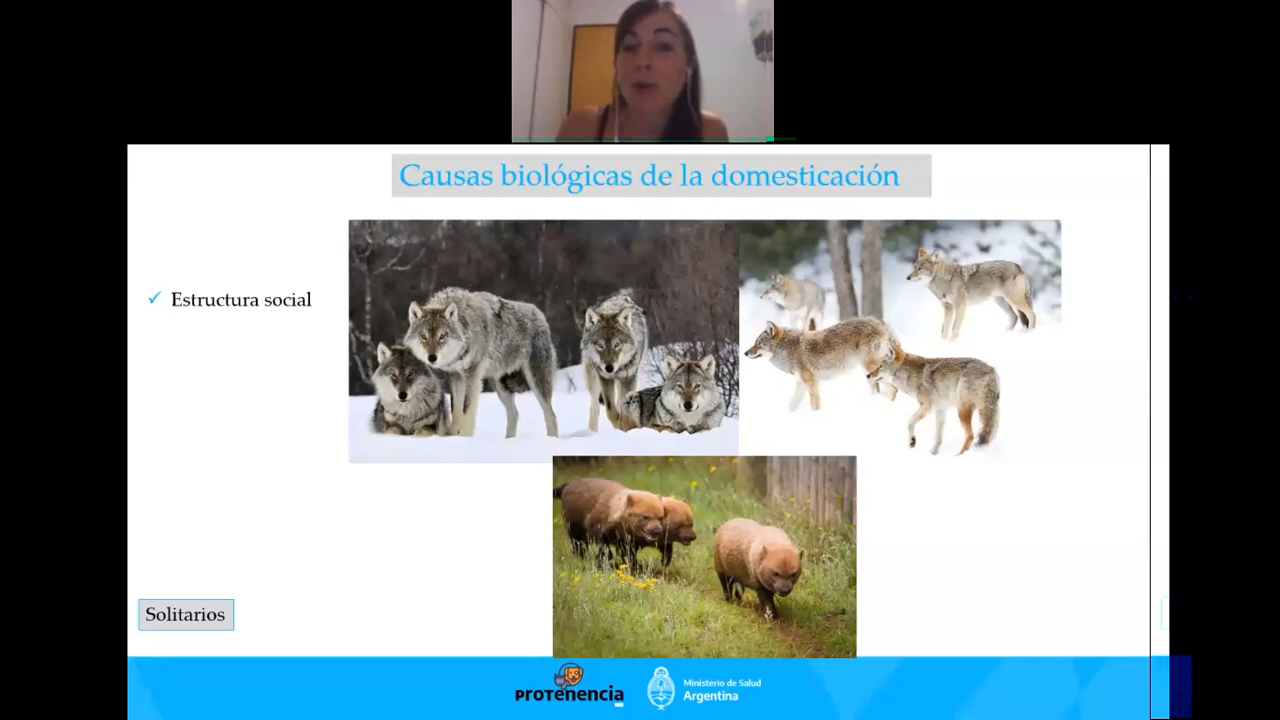 Causas biológicas de la domesticación
✓ Estructura social
Solitarios
PROTENENCIA
Ministerio de Salud
Argentina